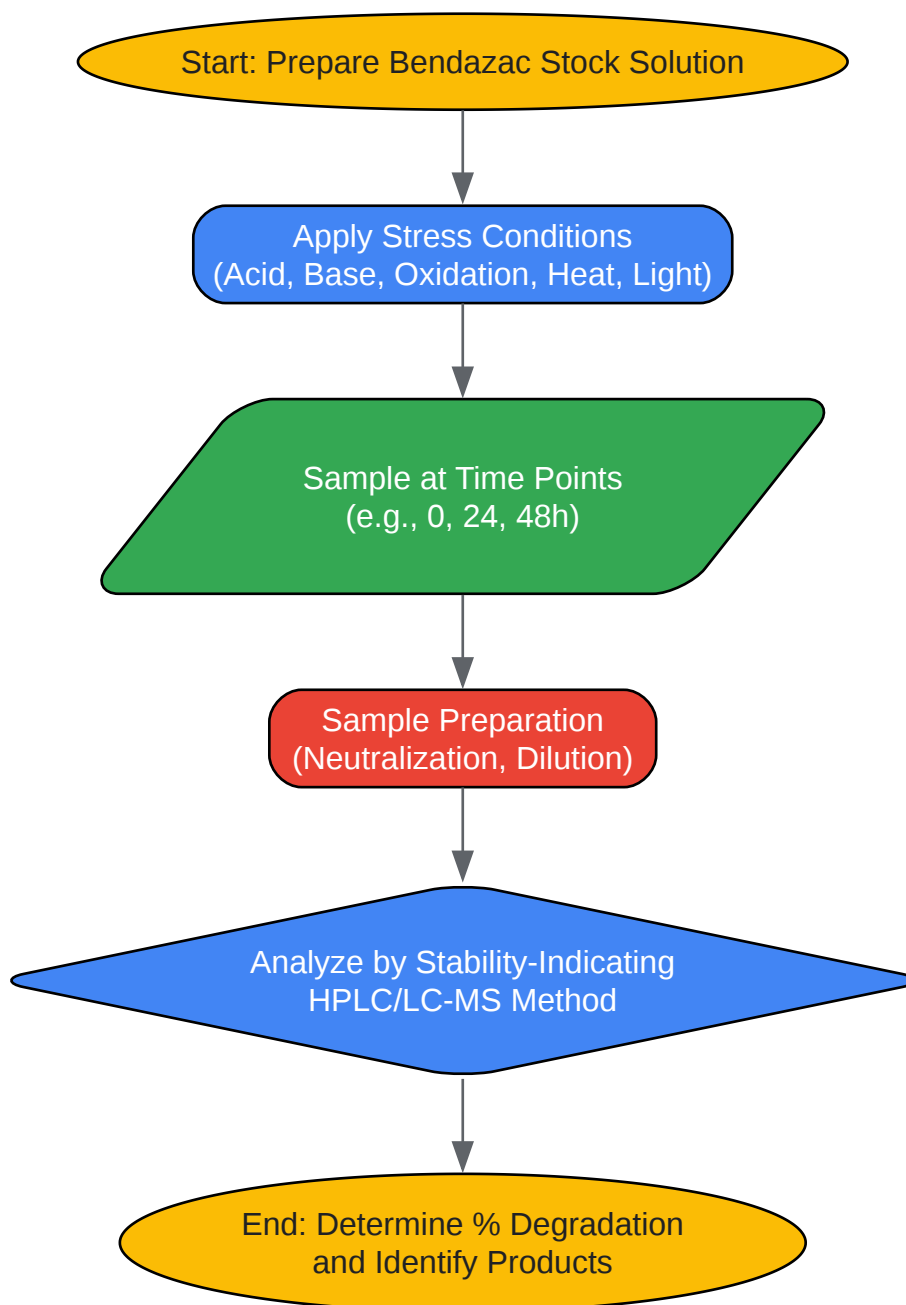 Start: Prepare Bendazac Stock Solution
Apply Stress Conditions
(Acid, Base, Oxidation, Heat, Light)
Sample at Time Points
(e.g., 0, 24, 48h)
Sample Preparation
(Neutralization, Dilution)
Analyze by Stability-Indicating
HPLC/LC-MS Method
End: Determine % Degradation
and Identify Products